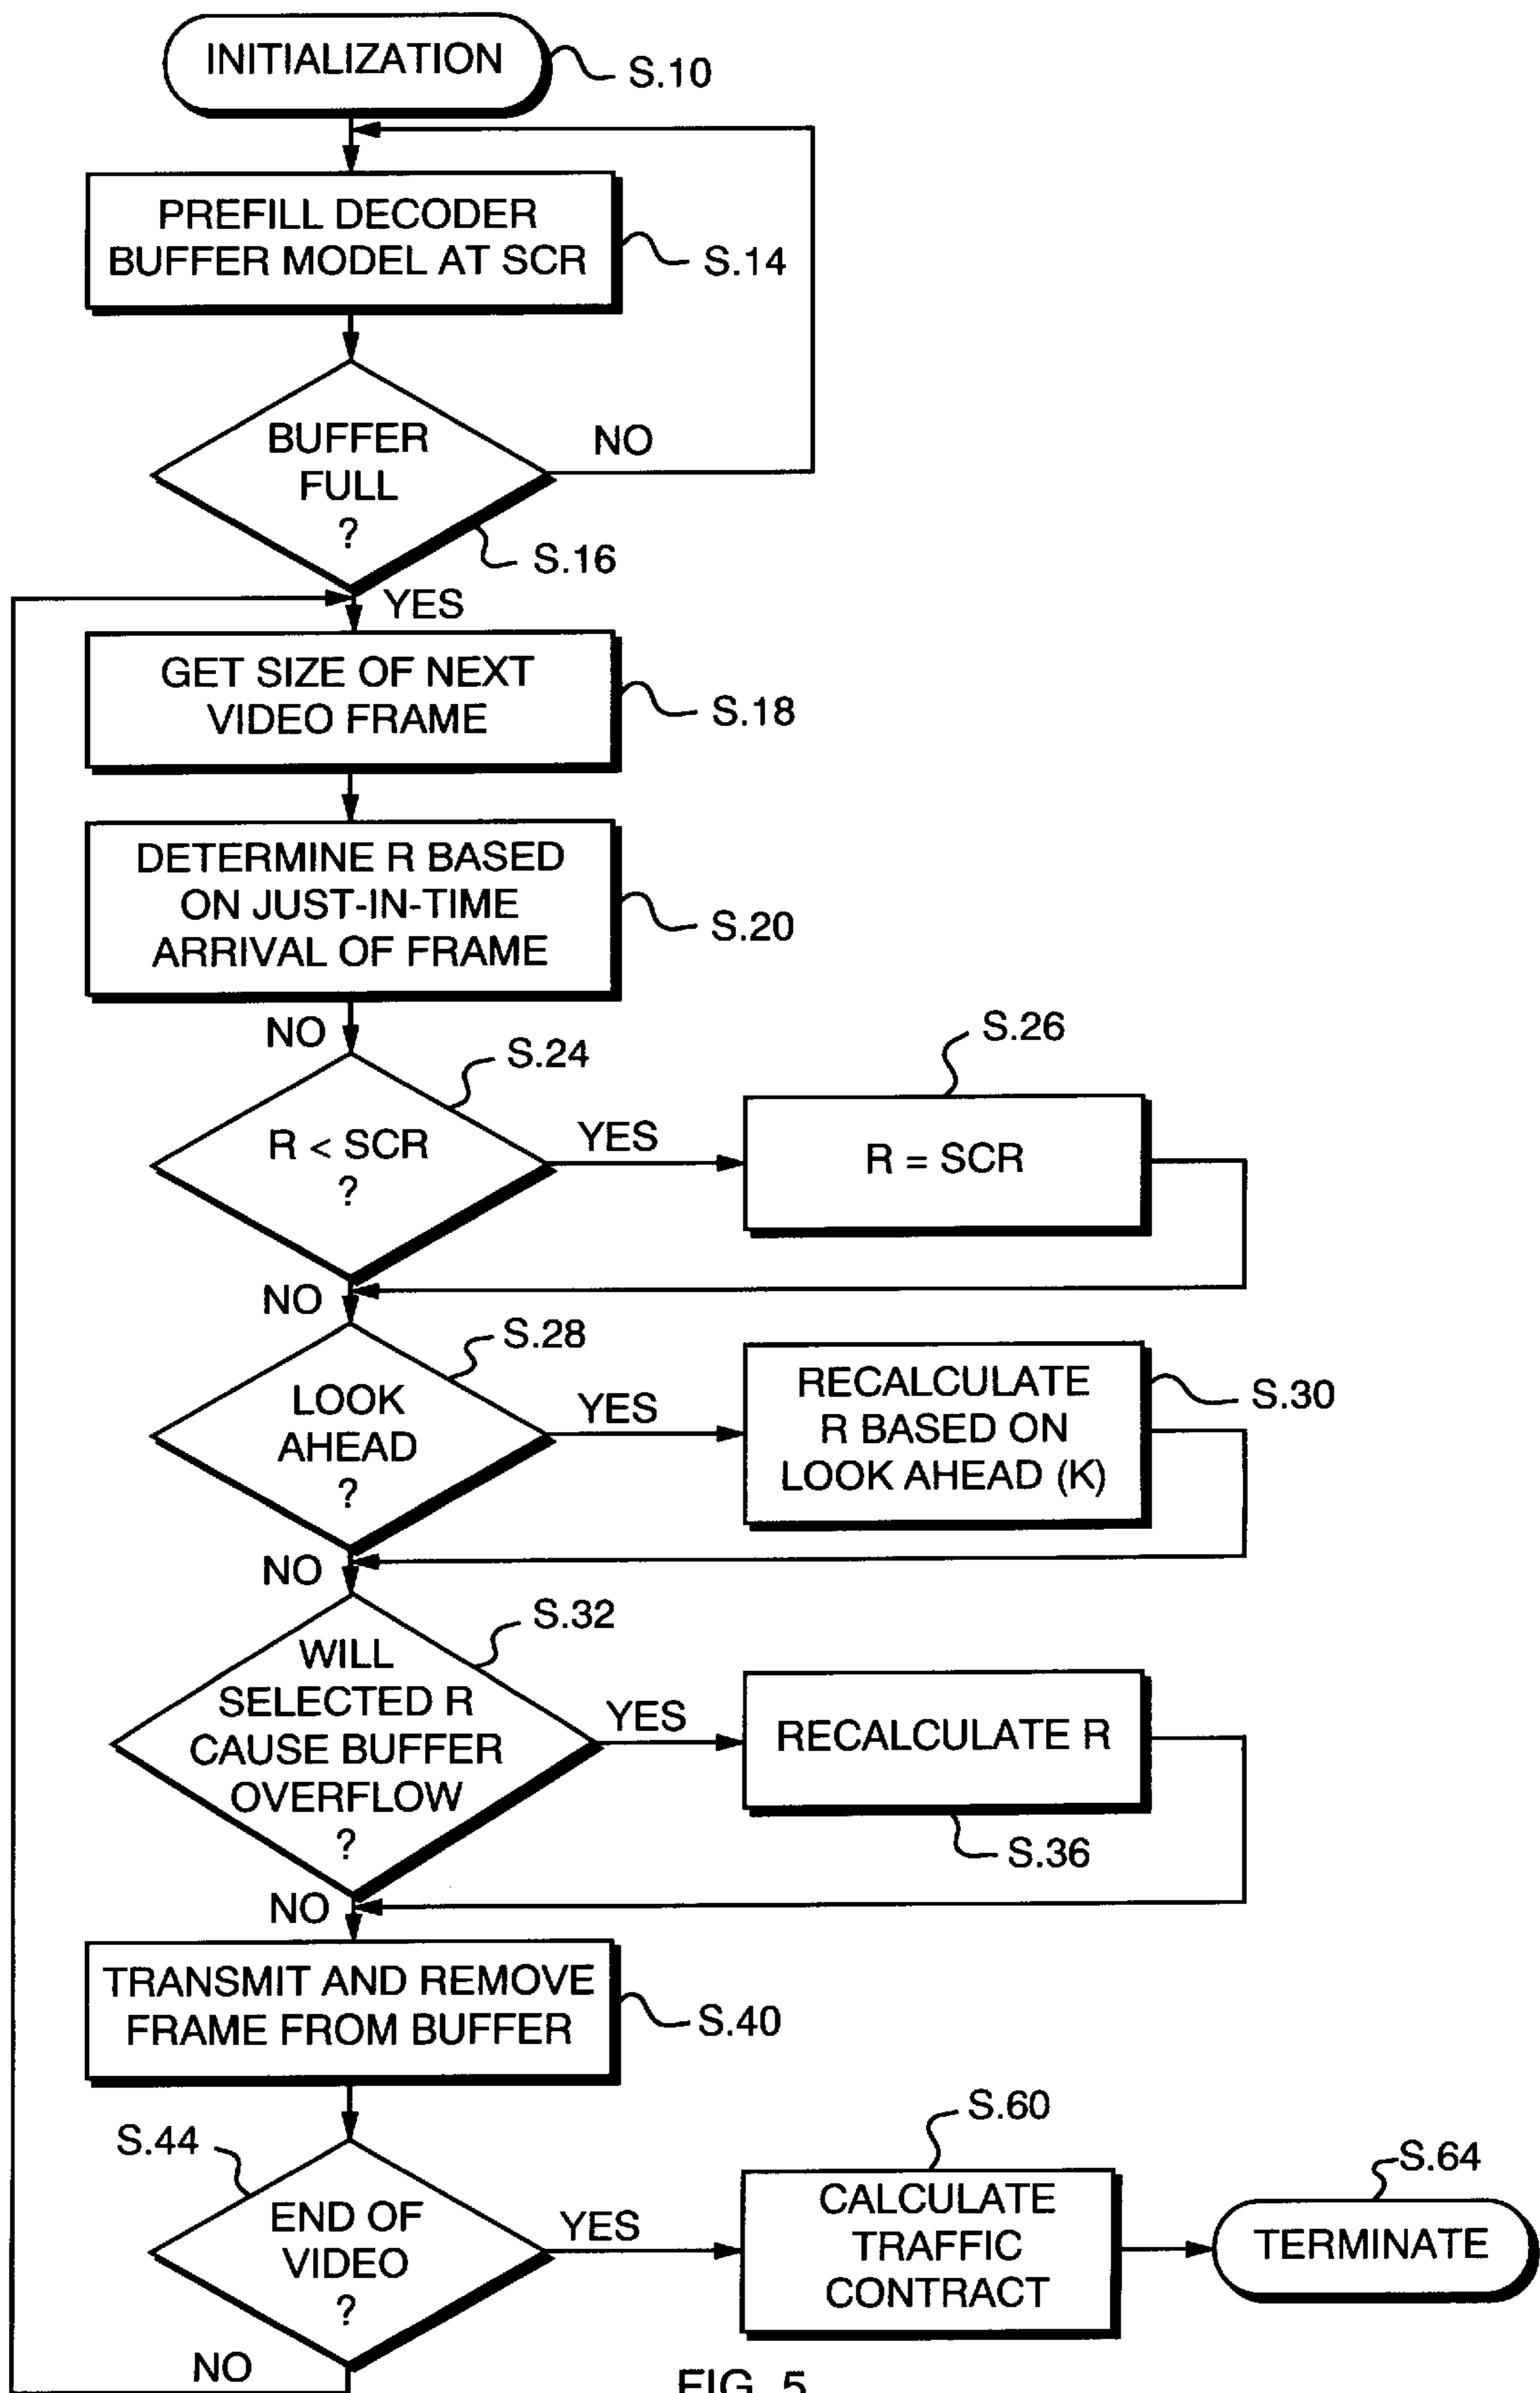 INITIALIZATION
S.10
PREFILL DECODER
BUFFER MODEL AT SCR
S.14
BUFFER
FULL
?
NO
S.16
YES
GET SIZE OF NEXT
VIDEO FRAME
S.18
DETERMINE R BASED
ON JUST-IN-TIME
ARRIVAL OF FRAME
S.20
NO
S.24
R < SCR
?
YES
S.26
R = SCR
NO
S.28
LOOK
AHEAD
?
YES
RECALCULATE
R BASED ON
LOOK AHEAD (K)
S.30
NO
S.32
WILL
SELECTED R
CAUSE BUFFER
OVERFLOW
?
YES
RECALCULATE R
S.36
NO
TRANSMIT AND REMOVE
FRAME FROM BUFFER
S.40
S.44
END OF
VIDEO
?
YES
S.60
CALCULATE
TRAFFIC
CONTRACT
S.64
TERMINATE
NO
FIG. 5